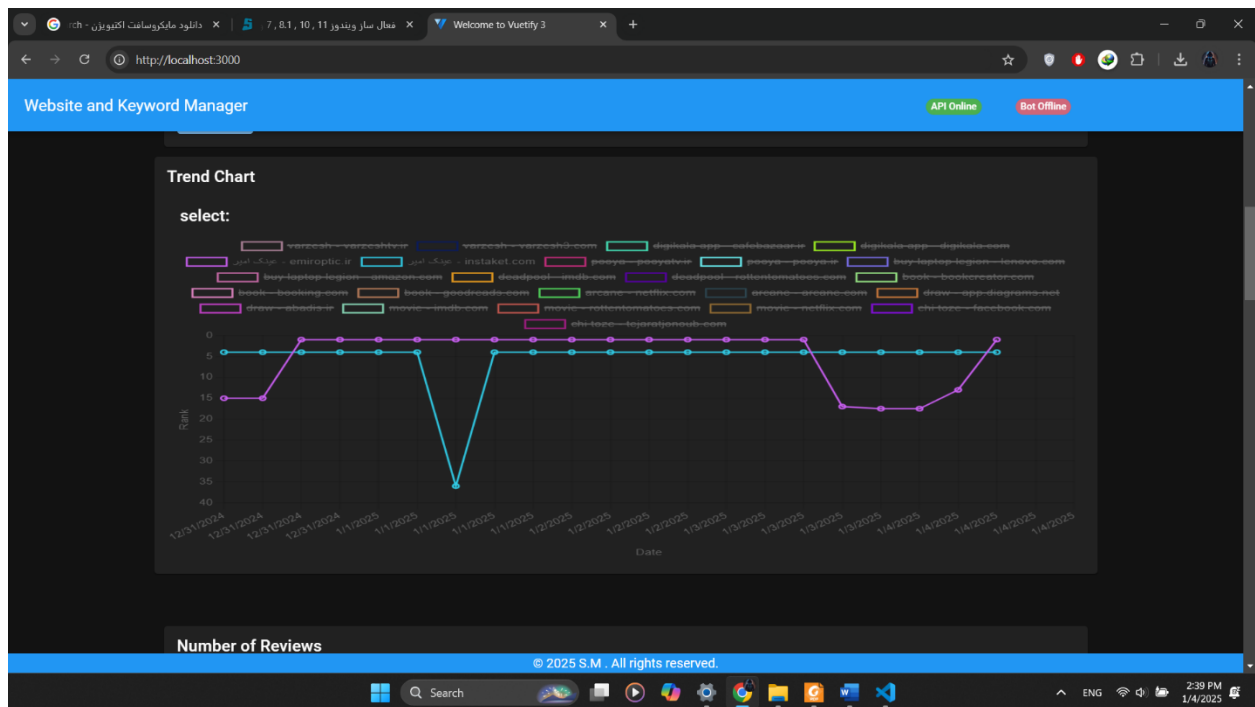 دانلود مایکروسافت اکتیویژن - rch
فعال ساز ویندوز 11 , 10 , 8.1 , 7
Welcome to Vuetify 3
http://localhost:3000
Website and Keyword Manager
API Online
Bot Offline
Trend Chart
select:
varzesh - varzeshtv.ir varzesh - varzesh3.com digikala app - cafebazaar.ir digikala app - digikala.com
عینک امیر - emiroptic.ir عینک امیر - instaket.com pooya - pooyatv.ir pooya - pooya.ir buy laptop legion - lenovo.com
buy laptop legion - amazon.com deadpool - imdb.com deadpool - rottentomatoes.com book - bookcreator.com
book - booking.com book - goodreads.com arcane - netflix.com arcane - arcane.com draw - app.diagrams.net
draw - abadis.ir movie - imdb.com movie - rottentomatoes.com movie - netflix.com chi toze - facebook.com
chi toze - tejaratjonoub.com
0
5
10
15
20
25
30
35
40
Rank
12/31/2024 12/31/2024 12/31/2024 12/31/2024 1/1/2025 1/1/2025 1/1/2025 1/1/2025 1/2/2025 1/2/2025 1/2/2025 1/2/2025 1/3/2025 1/3/2025 1/3/2025 1/3/2025 1/3/2025 1/4/2025 1/4/2025 1/4/2025 1/4/2025 1/4/2025 1/4/2025
Date
Number of Reviews
© 2025 S.M . All rights reserved.
Search
ENG
2:39 PM
1/4/2025